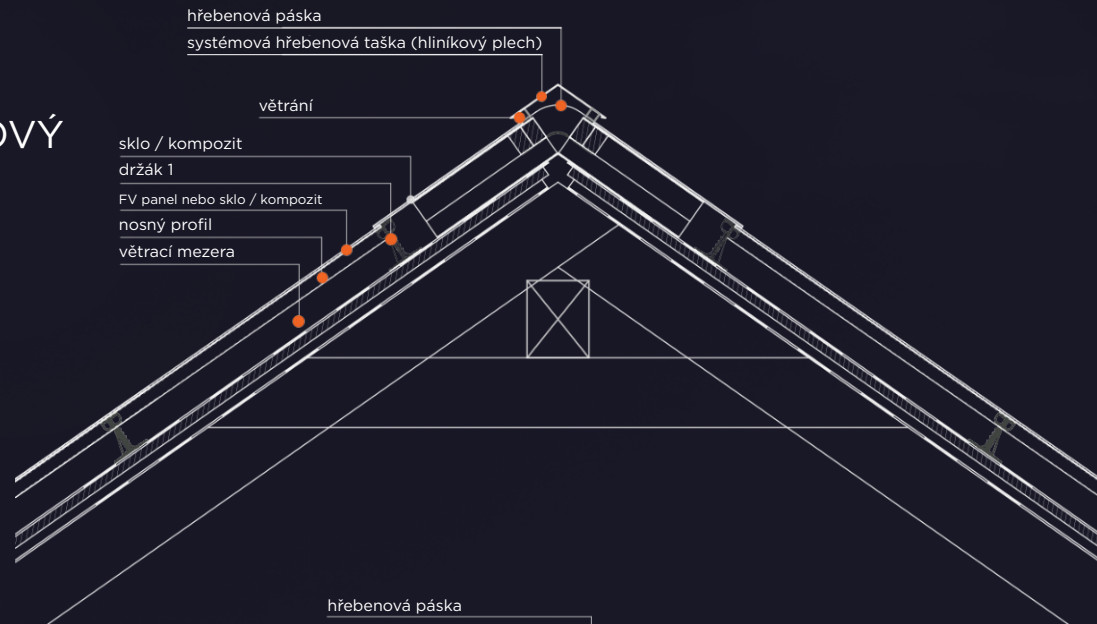 hřebenová páska
systémová hřebenová taška (hliníkový plech)
větrání
sklo / kompozit
držák 1
FV panel nebo sklo / kompozit
nosný profil
větrací mezera
hřebenová páska